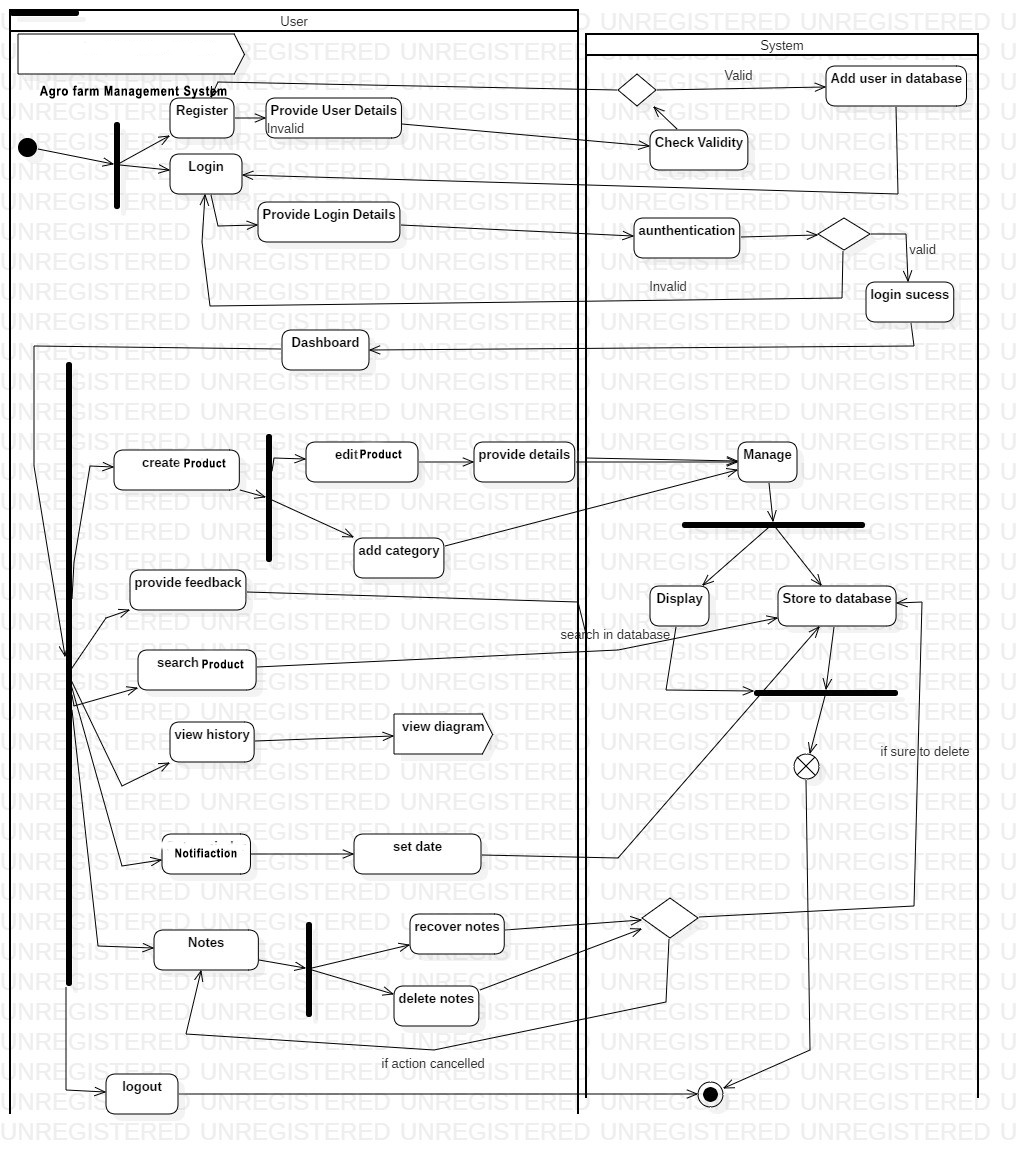 User
System
Agro farm Management System
Valid
Add user in database
Register
Provide User Details
Invalid
Check Validity
Login
Provide Login Details
aunthentication
valid
Invalid
login sucess
Dashboard
create Product
edit Product
provide details
Manage
add category
provide feedback
Display
Store to database
search in database
search Product
view history
view diagram
if sure to delete
Notifiaction
set date
recover notes
Notes
delete notes
if action cancelled
logout
UNREGISTERED